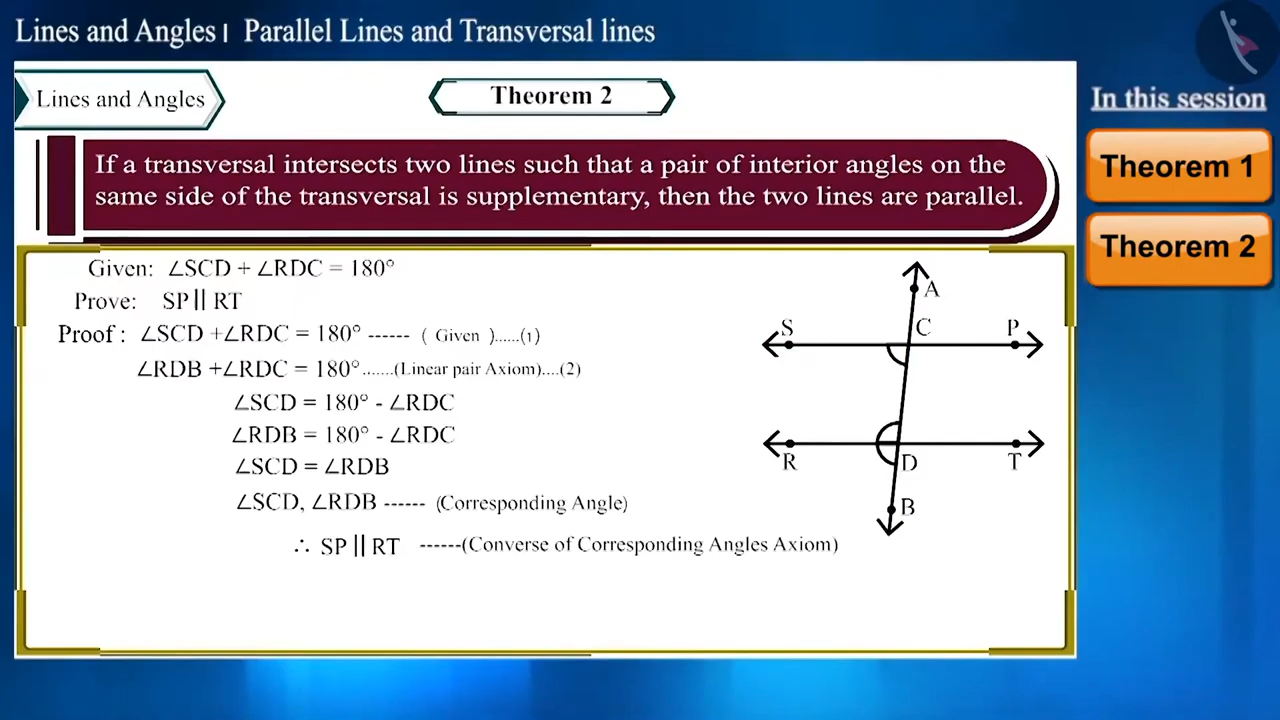 Lines and Angles। Parallel Lines and Transversal lines
Lines and Angles
Theorem 2
In this session
Theorem 1
Theorem 2
If a transversal intersects two lines such that a pair of interior angles on the
same side of the transversal is supplementary, then the two lines are parallel.
Given: ∠SCD + ∠RDC = 180°
Prove: SP || RT
Proof : ∠SCD +∠RDC = 180° ------ ( Given )......(1)
∠RDB +∠RDC = 180° .......(Linear pair Axiom)....(2)
∠SCD = 180° - ∠RDC
∠RDB = 180° - ∠RDC
∠SCD = ∠RDB
∠SCD, ∠RDB ------ (Corresponding Angle)
∴ SP || RT ------(Converse of Corresponding Angles Axiom)
A
S C P
R D T
B